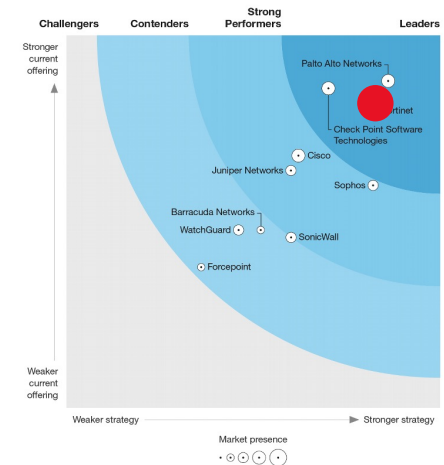 Challengers
Contenders
Strong
Performers
Leaders
Stronger
current
offering
Palto Alto Networks
rtinet
Check Point Software
Technologies
Cisco
Juniper Networks
Sophos
Barracuda Networks
WatchGuard
SonicWall
Forcepoint
Weaker
current
offering
Weaker strategy
Stronger strategy
Market presence